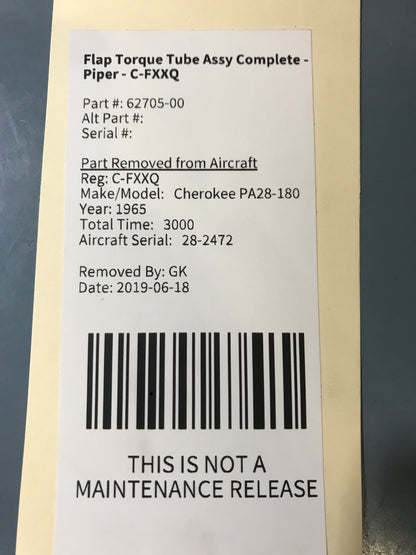 Flap Torque Tube Assy Complete -
Piper - C-FXXQ
Part #: 62705-00
Alt Part #:
Serial #:
Part Removed from Aircraft
Reg: C-FXXQ
Make/Model: Cherokee PA28-180
Year: 1965
Total Time: 3000
Aircraft Serial: 28-2472
Removed By: GK
Date: 2019-06-18
THIS IS NOT A
MAINTENANCE RELEASE